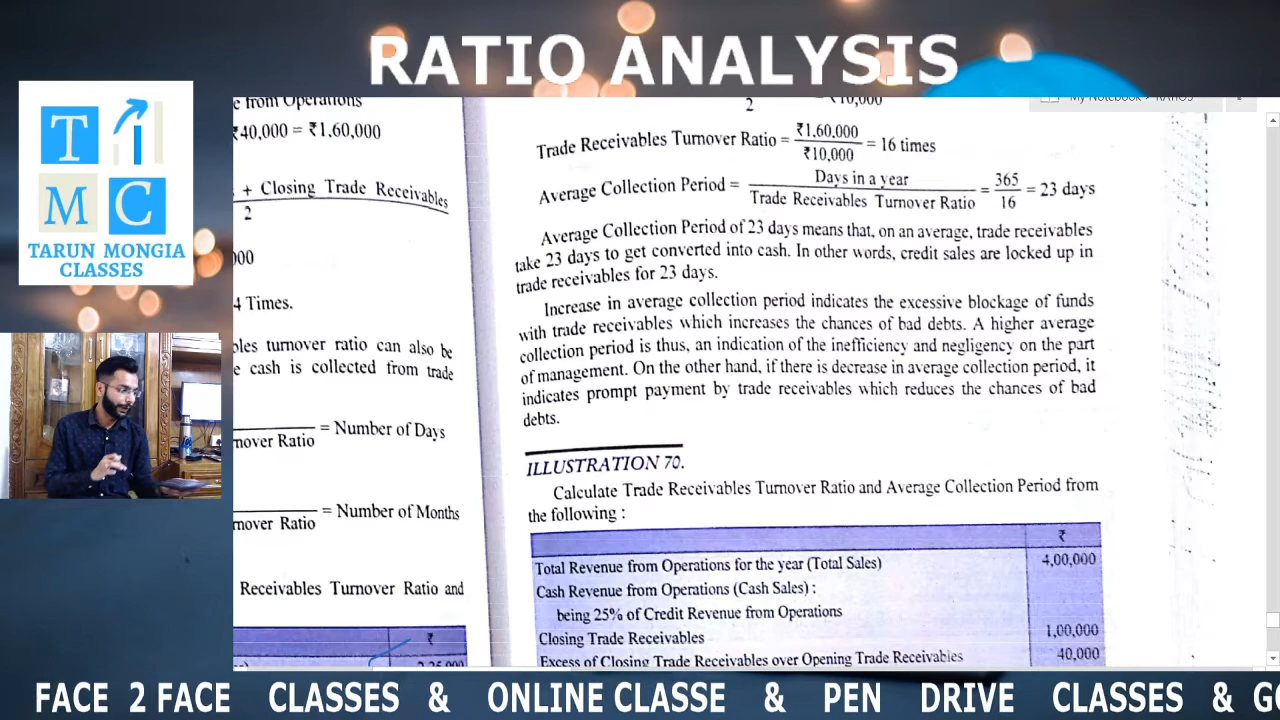 RATIO ANALYSIS
T
M C
TARUN MONGIA
CLASSES
e from Operations
₹40,000 = ₹1,60,000
+ Closing Trade Receivables
2
000
4 Times.
bles turnover ratio can also be
e cash is collected from trade
nover Ratio = Number of Days
nover Ratio = Number of Months
Receivables Turnover Ratio and
₹
2 = ₹10,000
Trade Receivables Turnover Ratio = ₹1,60,000 / ₹10,000 = 16 times
Average Collection Period = Days in a year / Trade Receivables Turnover Ratio = 365 / 16 = 23 days
Average Collection Period of 23 days means that, on an average, trade receivables
take 23 days to get converted into cash. In other words, credit sales are locked up in
trade receivables for 23 days.
Increase in average collection period indicates the excessive blockage of funds
with trade receivables which increases the chances of bad debts. A higher average
collection period is thus, an indication of the inefficiency and negligency on the part
of management. On the other hand, if there is decrease in average collection period, it
indicates prompt payment by trade receivables which reduces the chances of bad
debts.
ILLUSTRATION 70.
Calculate Trade Receivables Turnover Ratio and Average Collection Period from
the following :
₹
Total Revenue from Operations for the year (Total Sales) 4,00,000
Cash Revenue from Operations (Cash Sales) :
being 25% of Credit Revenue from Operations
Closing Trade Receivables 1,00,000
Excess of Closing Trade Receivables over Opening Trade Receivables 40,000
FACE 2 FACE CLASSES & ONLINE CLASSE & PEN DRIVE CLASSES & GO